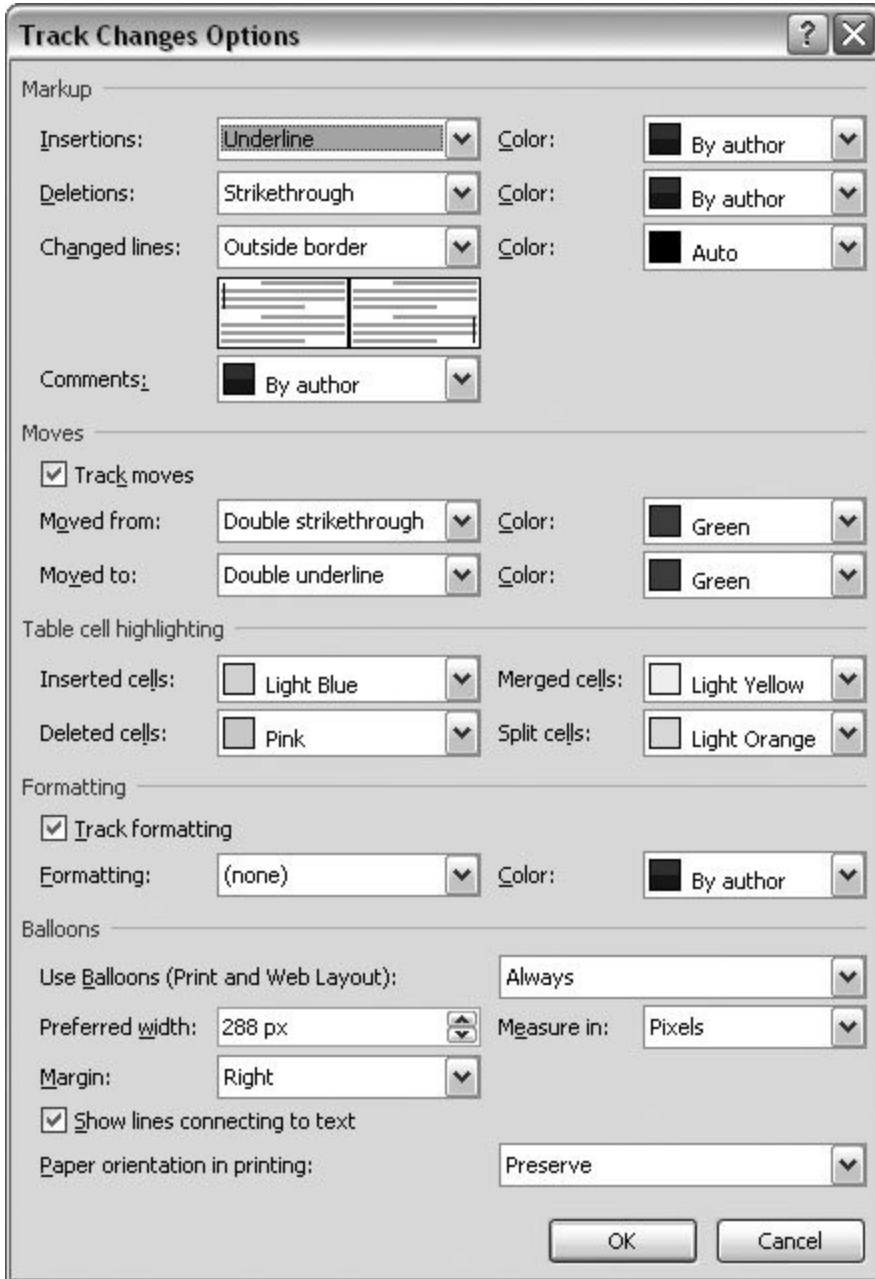 Track Changes Options ?
Markup
Insertions: Underline Color: By author
Deletions: Strikethrough Color: By author
Changed lines: Outside border Color: Auto
Comments: By author
Moves
Track moves
Moved from: Double strikethrough Color: Green
Moved to: Double underline Color: Green
Table cell highlighting
Inserted cells: Light Blue Merged cells: Light Yellow
Deleted cells: Pink Split cells: Light Orange
Formatting
Track formatting
Formatting: (none) Color: By author
Balloons
Use Balloons (Print and Web Layout): Always
Preferred width: 288 px Measure in: Pixels
Margin: Right
Show lines connecting to text
Paper orientation in printing: Preserve
OK Cancel